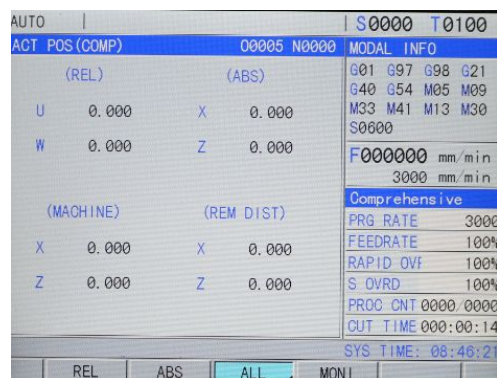 AUTO
S0000 T0100
ACT POS(COMP) O0005 N0000
MODAL INFO
(REL) (ABS)
G01 G97 G98 G21
G40 G54 M05 M09
U 0.000 X 0.000
M33 M41 M13 M30
S0600
W 0.000 Z 0.000
F000000 mm/min
3000 mm/min
Comprehensive
(MACHINE) (REM DIST)
PRG RATE 3000
FEEDRATE 100%
X 0.000 X 0.000
RAPID OVF 100%
Z 0.000 Z 0.000
S OVRD 100%
PROC CNT 0000/0000
CUT TIME 000:00:14
SYS TIME: 08:46:21
REL ABS ALL MONI